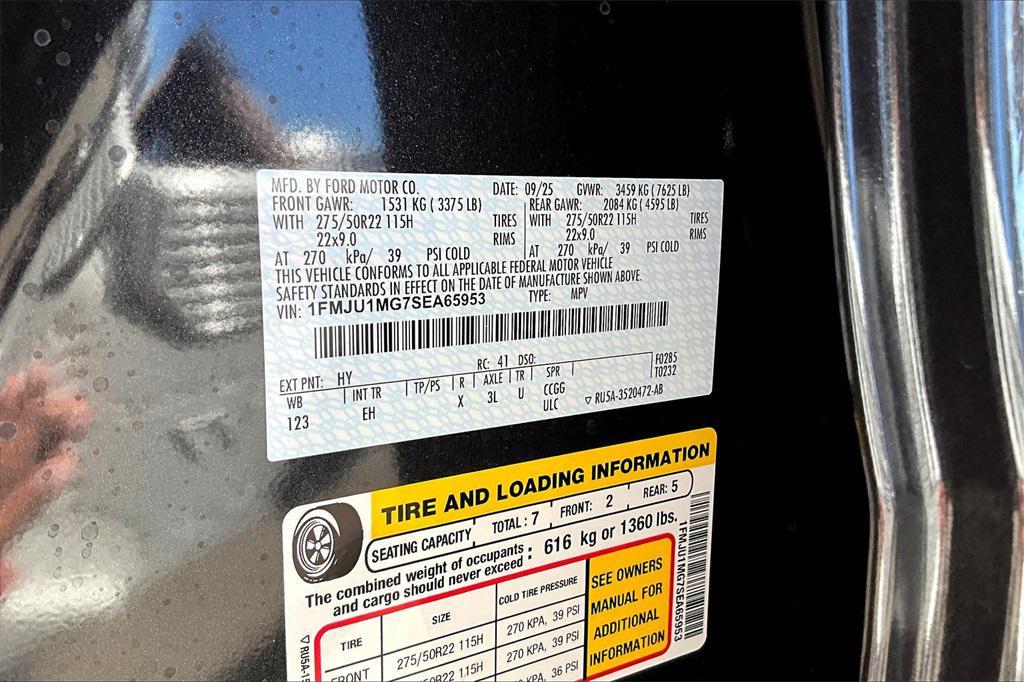 MFD. BY FORD MOTOR CO. DATE: 09/25 GVWR: 3459 KG ( 7625 LB)
FRONT GAWR: 1531 KG ( 3375 LB) REAR GAWR: 2084 KG ( 4595 LB)
WITH 275/50R22 115H TIRES WITH 275/50R22 115H TIRES
22x9.0 RIMS 22x9.0 RIMS
AT 270 kPa/ 39 PSI COLD AT 270 kPa/ 39 PSI COLD
THIS VEHICLE CONFORMS TO ALL APPLICABLE FEDERAL MOTOR VEHICLE
SAFETY STANDARDS IN EFFECT ON THE DATE OF MANUFACTURE SHOWN ABOVE.
VIN: 1FMJU1MG7SEA65953 TYPE: MPV
EXT PNT: HY RC: 41 DSO: F0285
WB INT TR TP/PS R AXLE TR SPR T0232
123 EH X 3L U CCGG
ULC ▽ RU5A-3520472-AB
TIRE AND LOADING INFORMATION
SEATING CAPACITY TOTAL : 7 FRONT: 2 REAR: 5
The combined weight of occupants
and cargo should never exceed : 616 kg or 1360 lbs.
TIRE SIZE COLD TIRE PRESSURE
FRONT 275/50R22 115H 270 KPA, 39 PSI
50R22 115H 270 KPA, 39 PSI
KPA, 36 PSI
SEE OWNERS
MANUAL FOR
ADDITIONAL
INFORMATION
1FMJU1MG7SEA65953
▽ RU5A-15